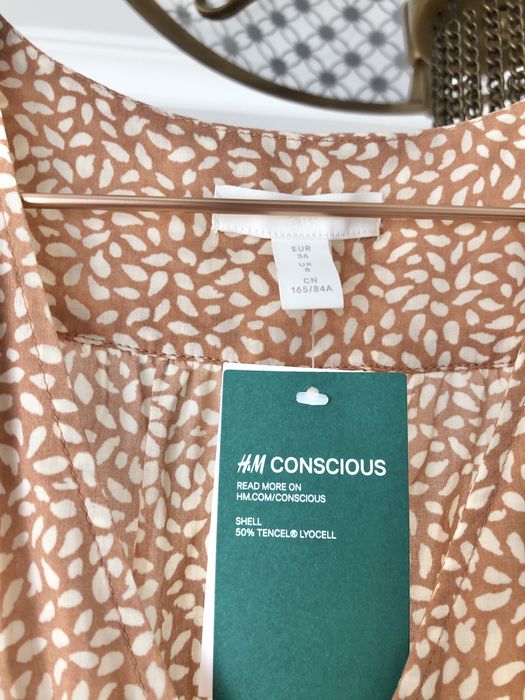 EUR
36
UK
8
CN
165/84A
H&M CONSCIOUS
READ MORE ON
HM.COM/CONSCIOUS
SHELL
50% TENCEL® LYOCELL